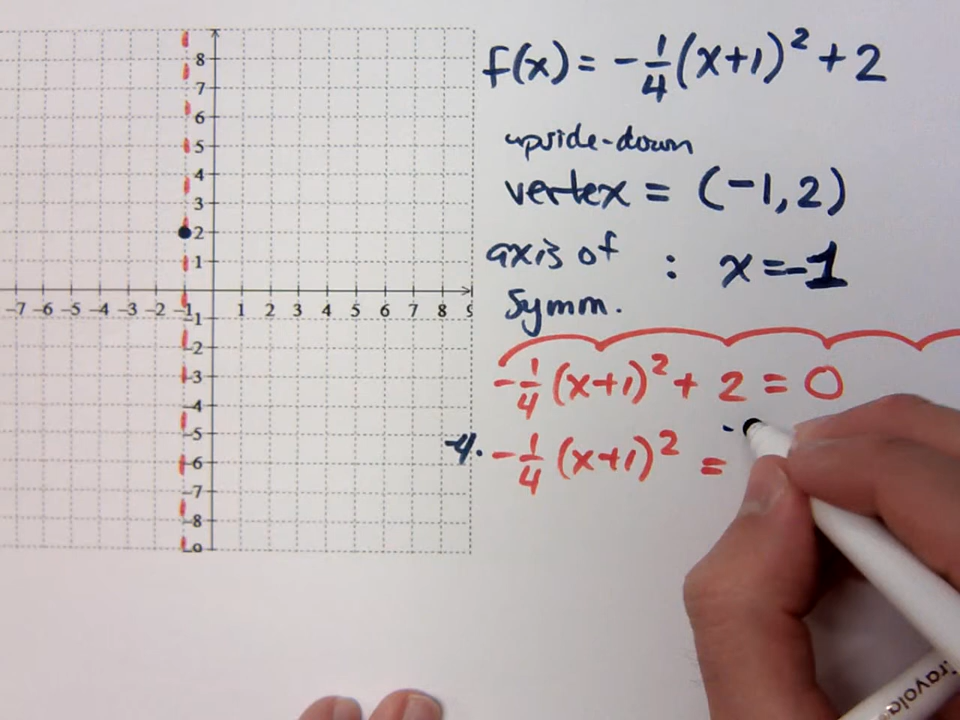 f(x) = -1/4(x+1)² + 2
upside-down
vertex = (-1, 2)
axis of symm. : x = -1
-1/4(x+1)² + 2 = 0
-4. -1/4(x+1)² =
8
7
6
5
4
3
2
1
-7 -6 -5 -4 -3 -2 -1 1 2 3 4 5 6 7 8
-1
-2
-3
-4
-5
-6
-7
-8